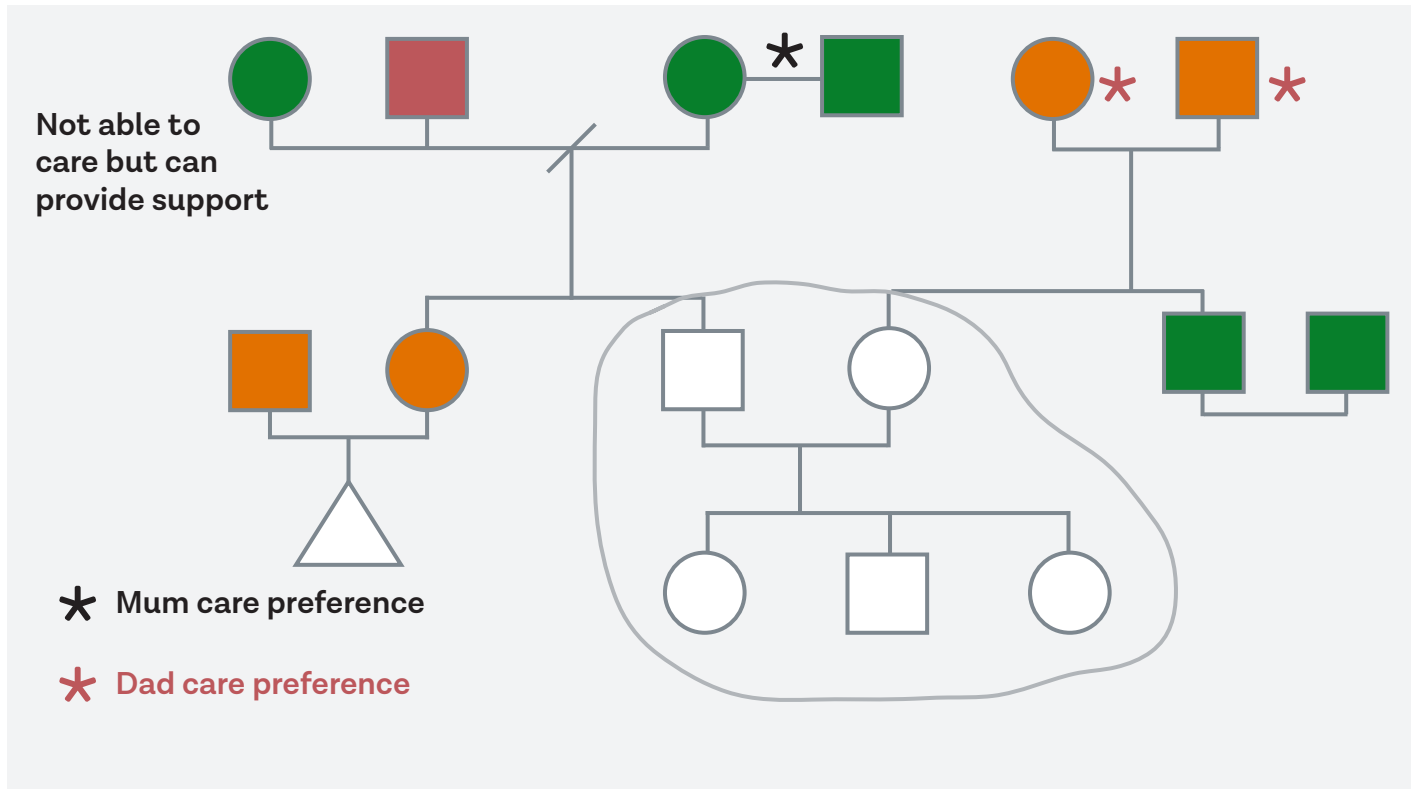 Not able to
care but can
provide support
Mum care preference
Dad care preference